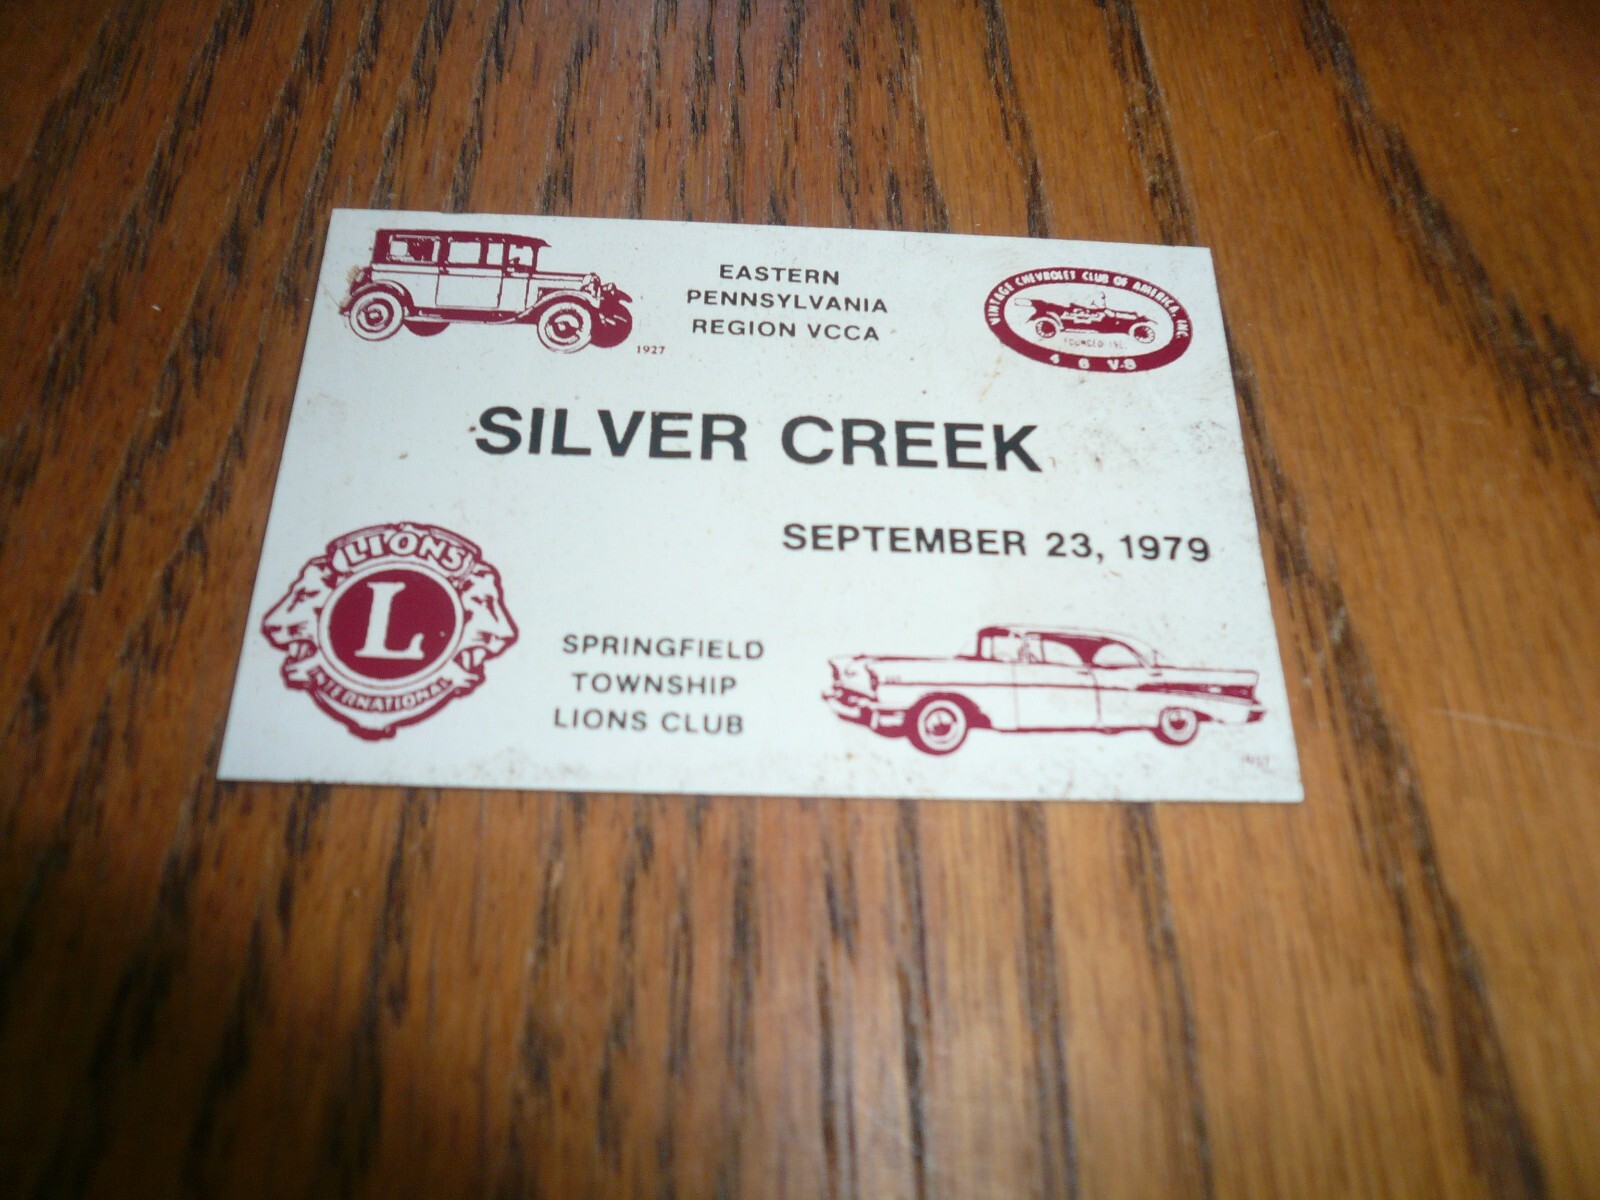 EASTERN
PENNSYLVANIA
REGION VCCA
1927
VINTAGE CHEVROLET CLUB OF AMERICA, INC.
4 6 V-8
SILVER CREEK
SEPTEMBER 23, 1979
LIONS
L
INTERNATIONAL
SPRINGFIELD
TOWNSHIP
LIONS CLUB